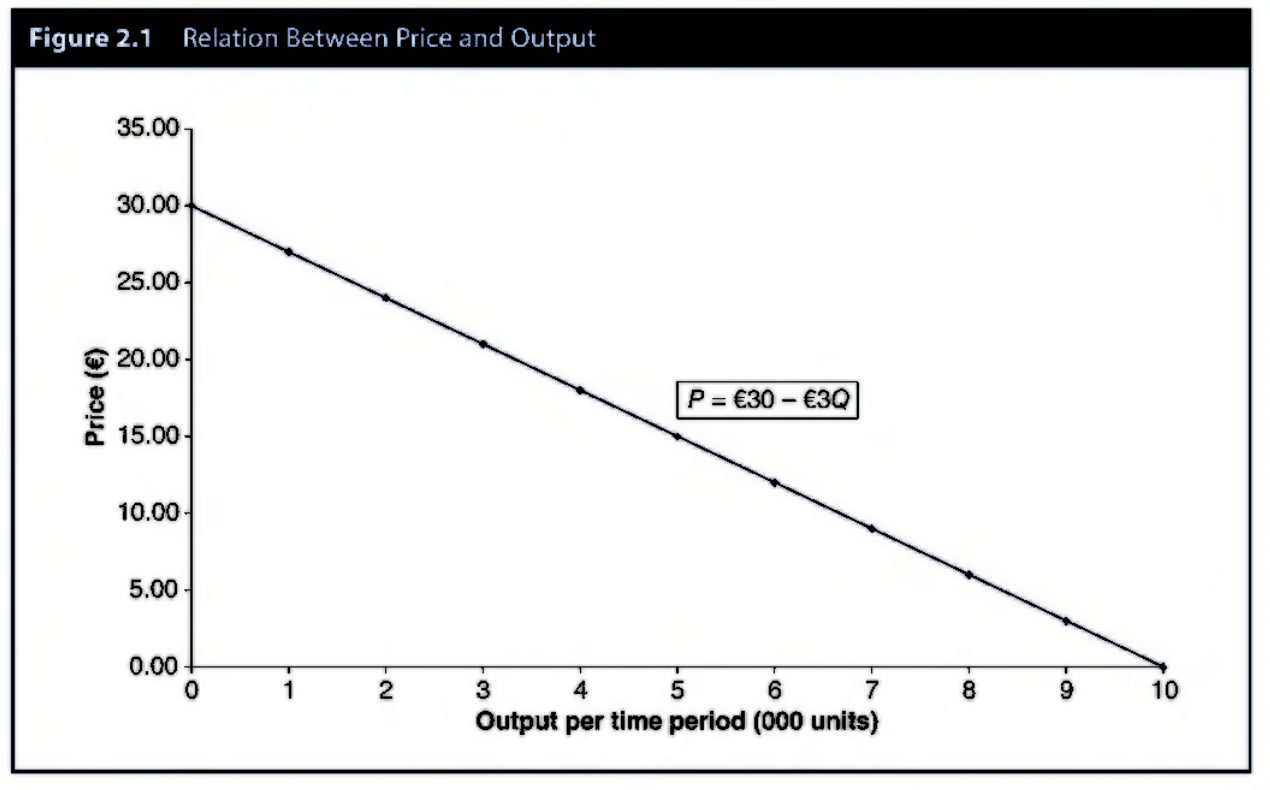 Figure 2.1 Relation Between Price and Output
35.00
30.00
25.00
20.00
15.00
10.00
5.00
0.00
Price (€)
P = €30 – €3Q
0 1 2 3 4 5 6 7 8 9 10
Output per time period (000 units)